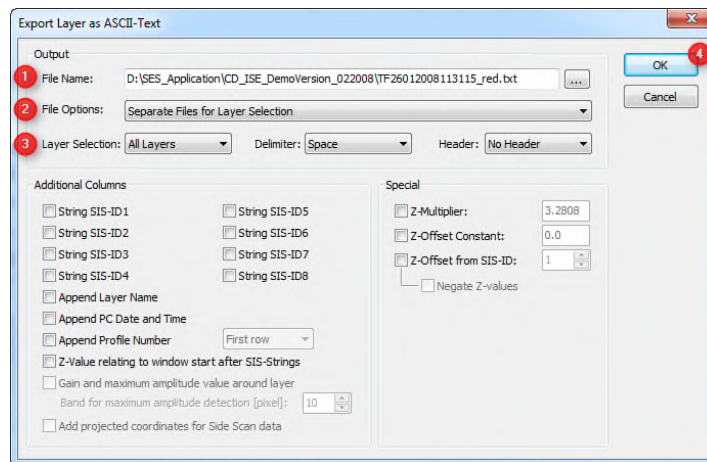 Export Layer as ASCII-Text
Output
1 File Name: D:\SES_Application\CD_ISE_DemoVersion_022008\TF26012008113115_red.txt ...
2 File Options: Separate Files for Layer Selection
3 Layer Selection: All Layers Delimiter: Space Header: No Header
4
OK
Cancel
Additional Columns
String SIS-ID1 String SIS-ID5
String SIS-ID2 String SIS-ID6
String SIS-ID3 String SIS-ID7
String SIS-ID4 String SIS-ID8
Append Layer Name
Append PC Date and Time
Append Profile Number First row
Z-Value relating to window start after SIS-Strings
Gain and maximum amplitude value around layer
Band for maximum amplitude detection [pixel]: 10
Add projected coordinates for Side Scan data
Special
Z-Multiplier: 3.2808
Z-Offset Constant: 0.0
Z-Offset from SIS-ID: 1
Negate Z-values